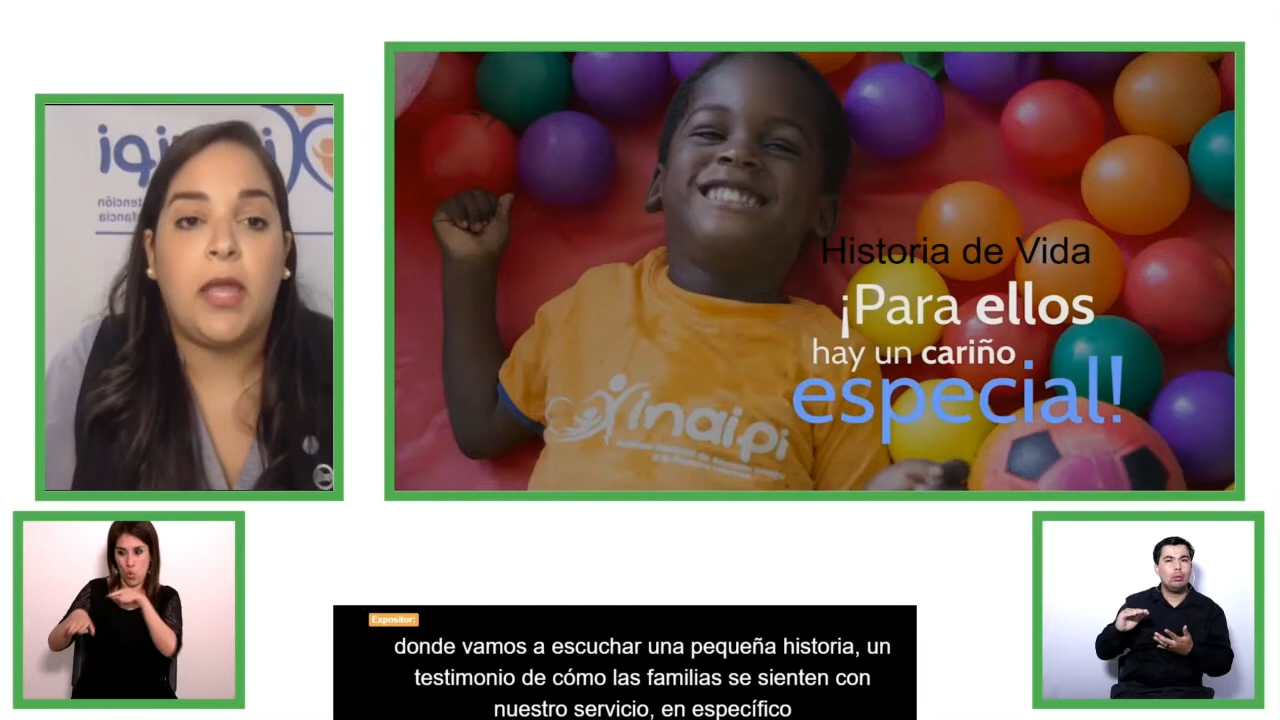 Historia de Vida
¡Para ellos
hay un cariño
especial!
inaipi
Expositor:
donde vamos a escuchar una pequeña historia, un
testimonio de cómo las familias se sienten con
nuestro servicio, en específico